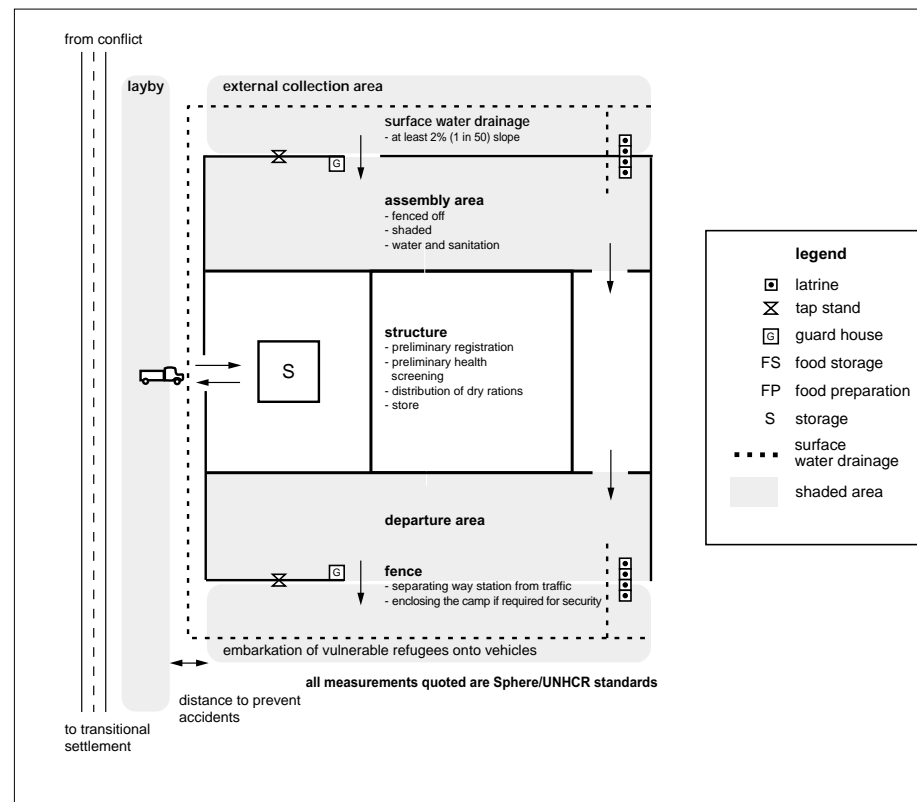 from conflict
layby
external collection area
surface water drainage
- at least 2% (1 in 50) slope
G
assembly area
- fenced off
- shaded
- water and sanitation
structure
- preliminary registration
- preliminary health
screening
- distribution of dry rations
- store
S
departure area
G
fence
- separating way station from traffic
- enclosing the camp if required for security
embarkation of vulnerable refugees onto vehicles
all measurements quoted are Sphere/UNHCR standards
distance to prevent
accidents
to transitional
settlement
legend
latrine
tap stand
G guard house
FS food storage
FP food preparation
S storage
surface
water drainage
shaded area